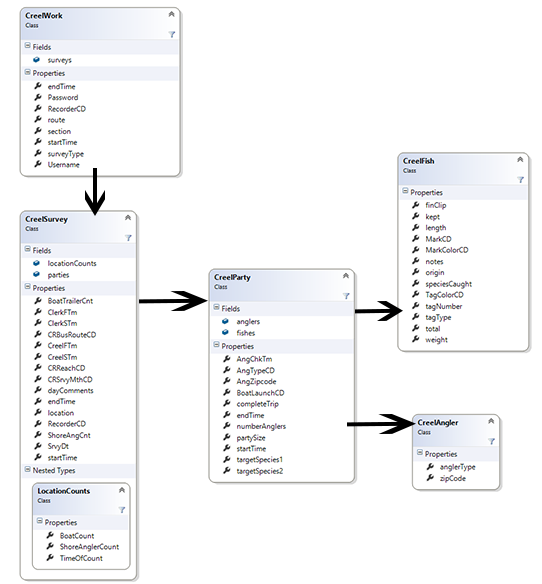 CreelWork
Class
Fields
surveys
Properties
endTime
Password
RecorderCD
route
section
startTime
surveyType
Username
CreelSurvey
Class
Fields
locationCounts
parties
Properties
BoatTrailerCnt
ClerkFTm
ClerkSTm
CRBusRouteCD
CreelFTm
CreelSTm
CRReachCD
CRSrvyMthCD
dayComments
endTime
location
RecorderCD
ShoreAngCnt
SrvyDt
startTime
Nested Types
LocationCounts
Class
Properties
BoatCount
ShoreAnglerCount
TimeOfCount
CreelParty
Class
Fields
anglers
fishes
Properties
AngChkTm
AngTypeCD
AngZipcode
BoatLaunchCD
completeTrip
endTime
numberAnglers
partySize
startTime
targetSpecies1
targetSpecies2
CreelFish
Class
Properties
finClip
kept
length
MarkCD
MarkColorCD
notes
origin
speciesCaught
TagColorCD
tagNumber
tagType
total
weight
CreelAngler
Class
Properties
anglerType
zipCode